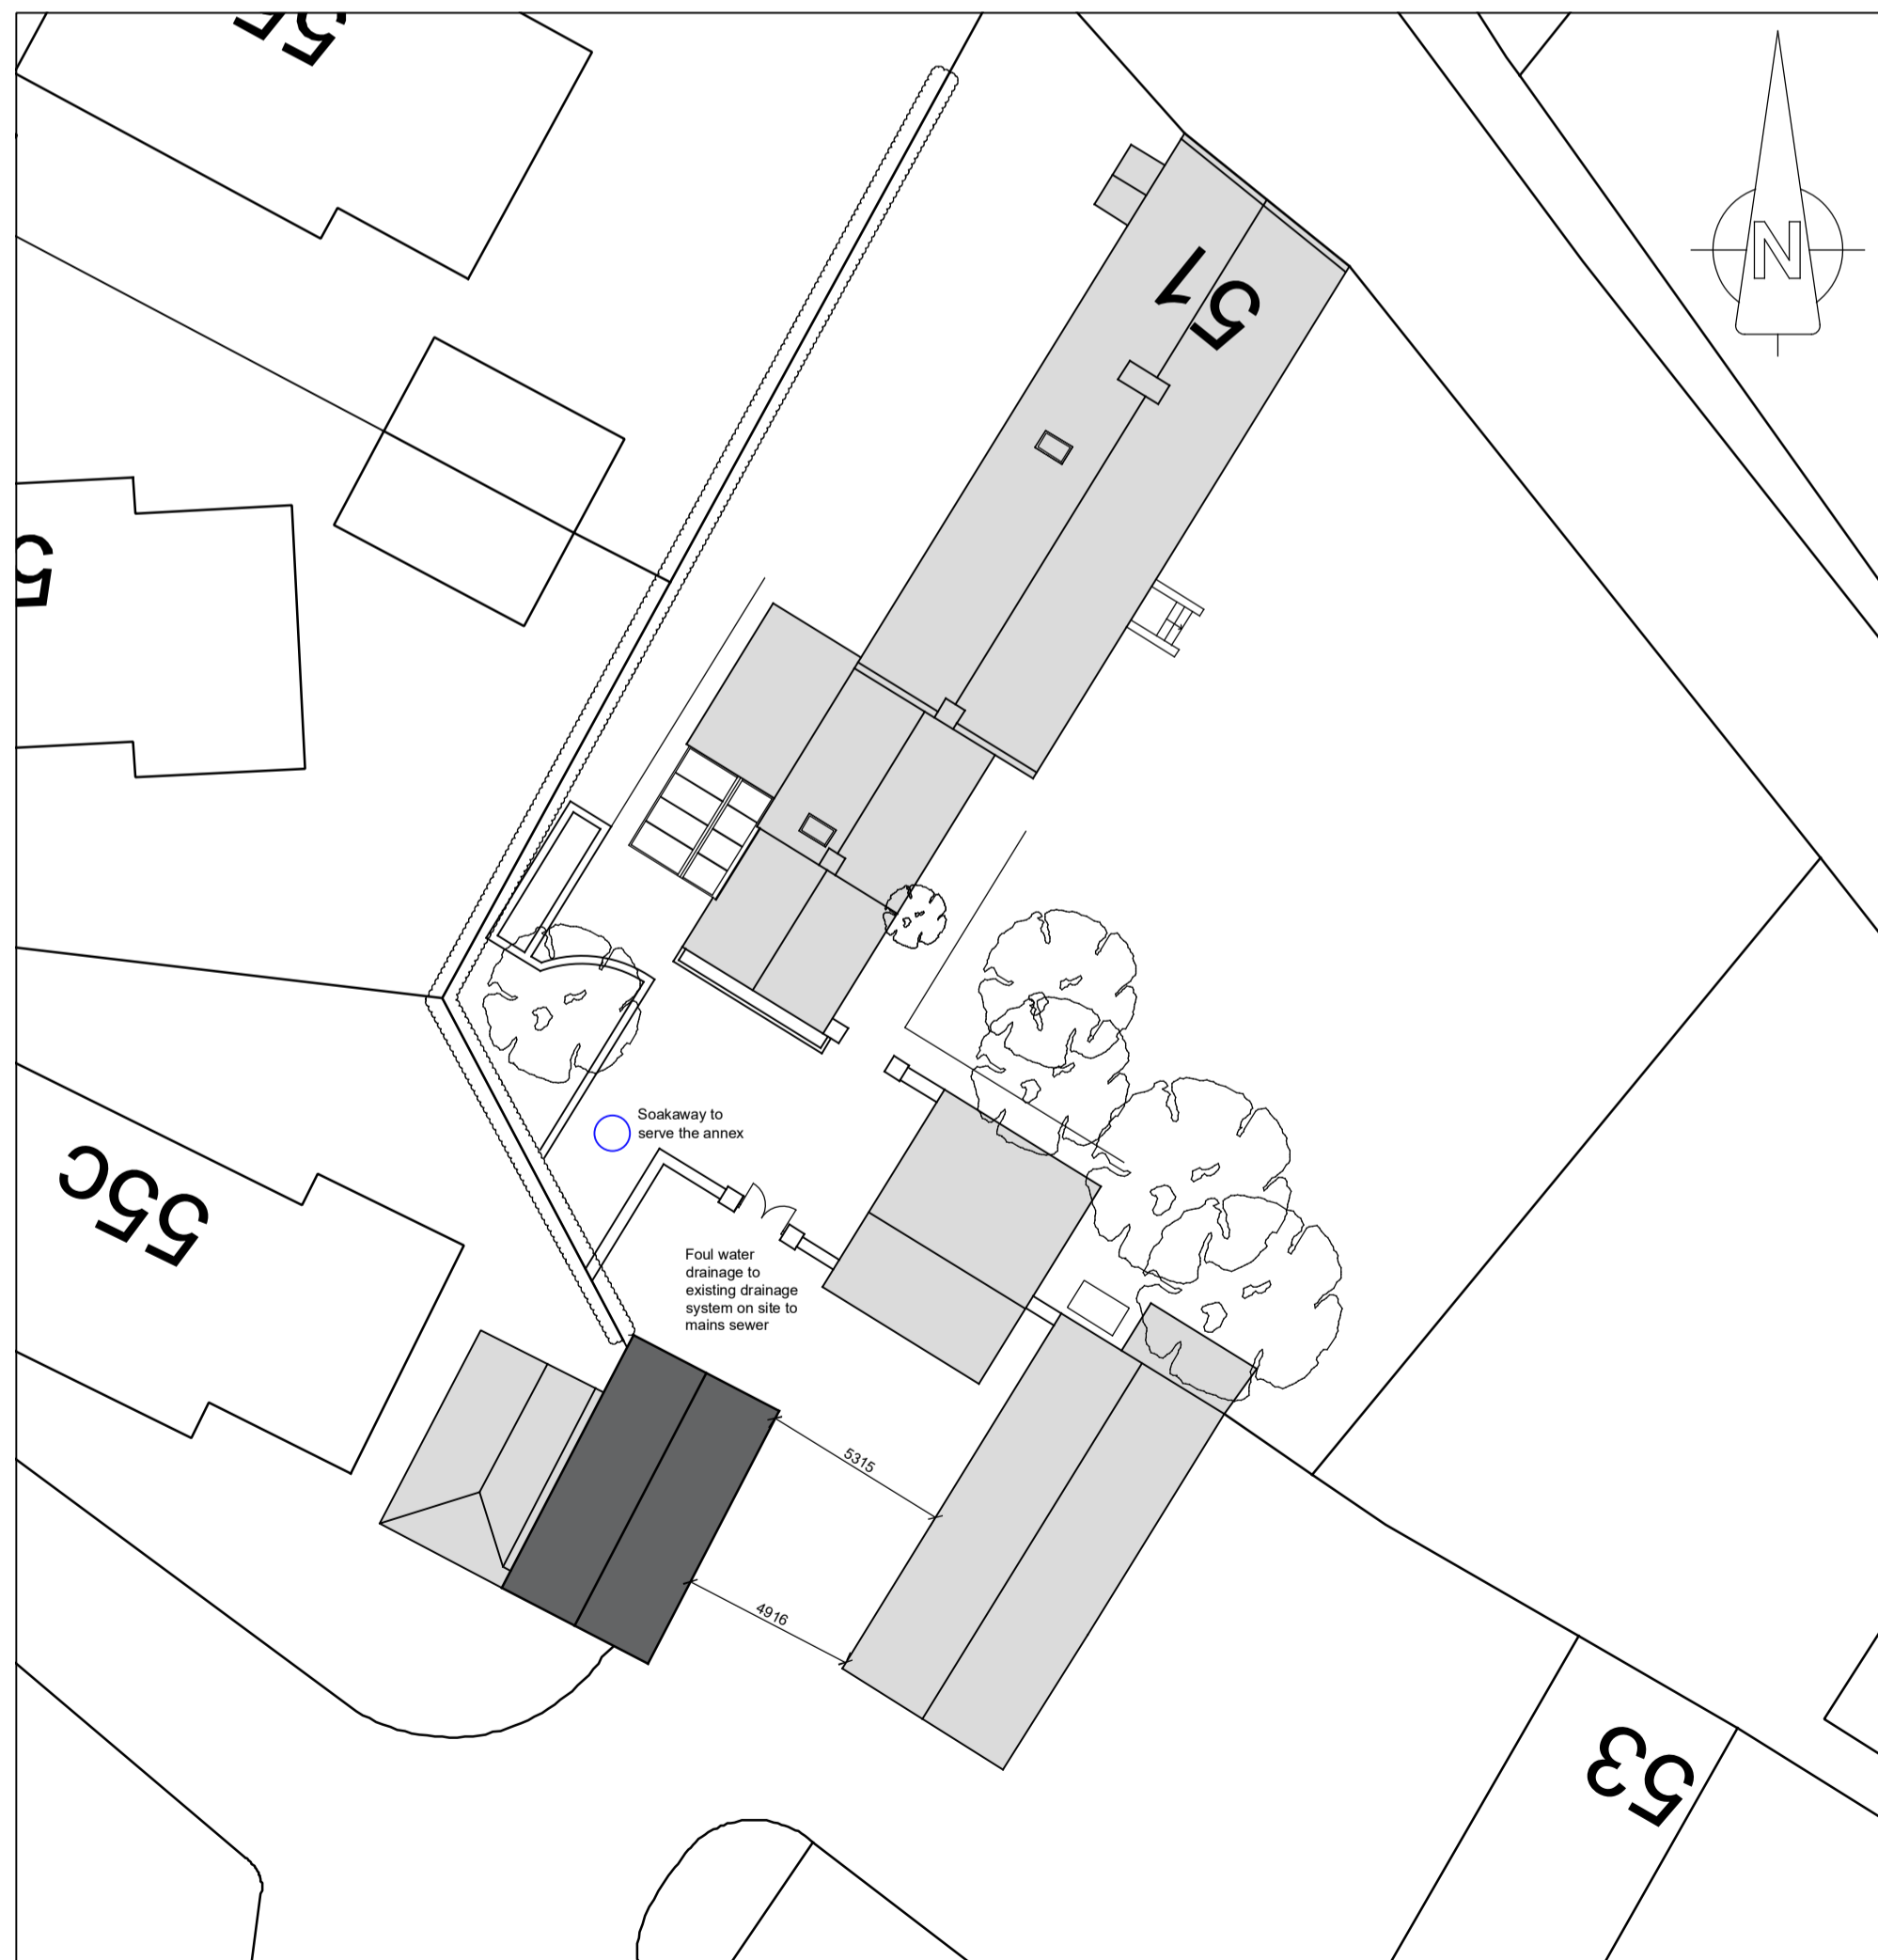 51
N
Soakaway to
serve the annex
55C
Foul water
drainage to
existing drainage
system on site to
mains sewer
5315
4916
53